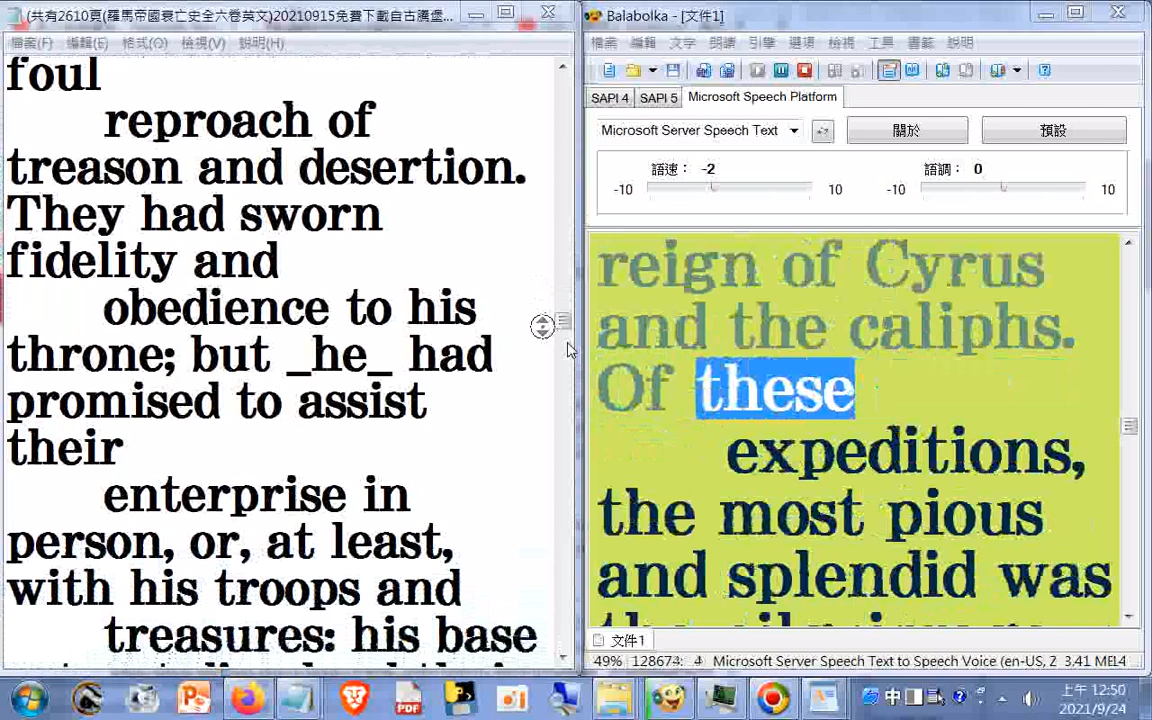 (共有2610頁(羅馬帝國衰亡史全六卷英文)20210915免費下載自古騰堡...
檔案(F) 編輯(E) 格式(O) 檢視(V) 說明(H)
foul
reproach of
treason and desertion.
They had sworn
fidelity and
obedience to his
throne; but _he_ had
promised to assist
their
enterprise in
person, or, at least,
with his troops and
treasures: his base
Balabolka - [文件1]
檔案 編輯 文字 朗讀 引擎 選項 檢視 工具 書籤 說明
SAPI 4 SAPI 5 Microsoft Speech Platform
Microsoft Server Speech Text 關於 預設
語速: -2 語調: 0
-10 10 -10 10
reign of Cyrus
and the caliphs.
Of these
expeditions,
the most pious
and splendid was
文件1
49% Microsoft Server Speech Text to Speech Voice (en-US, 2 3,41 ME
上午 12:50
2021/9/24